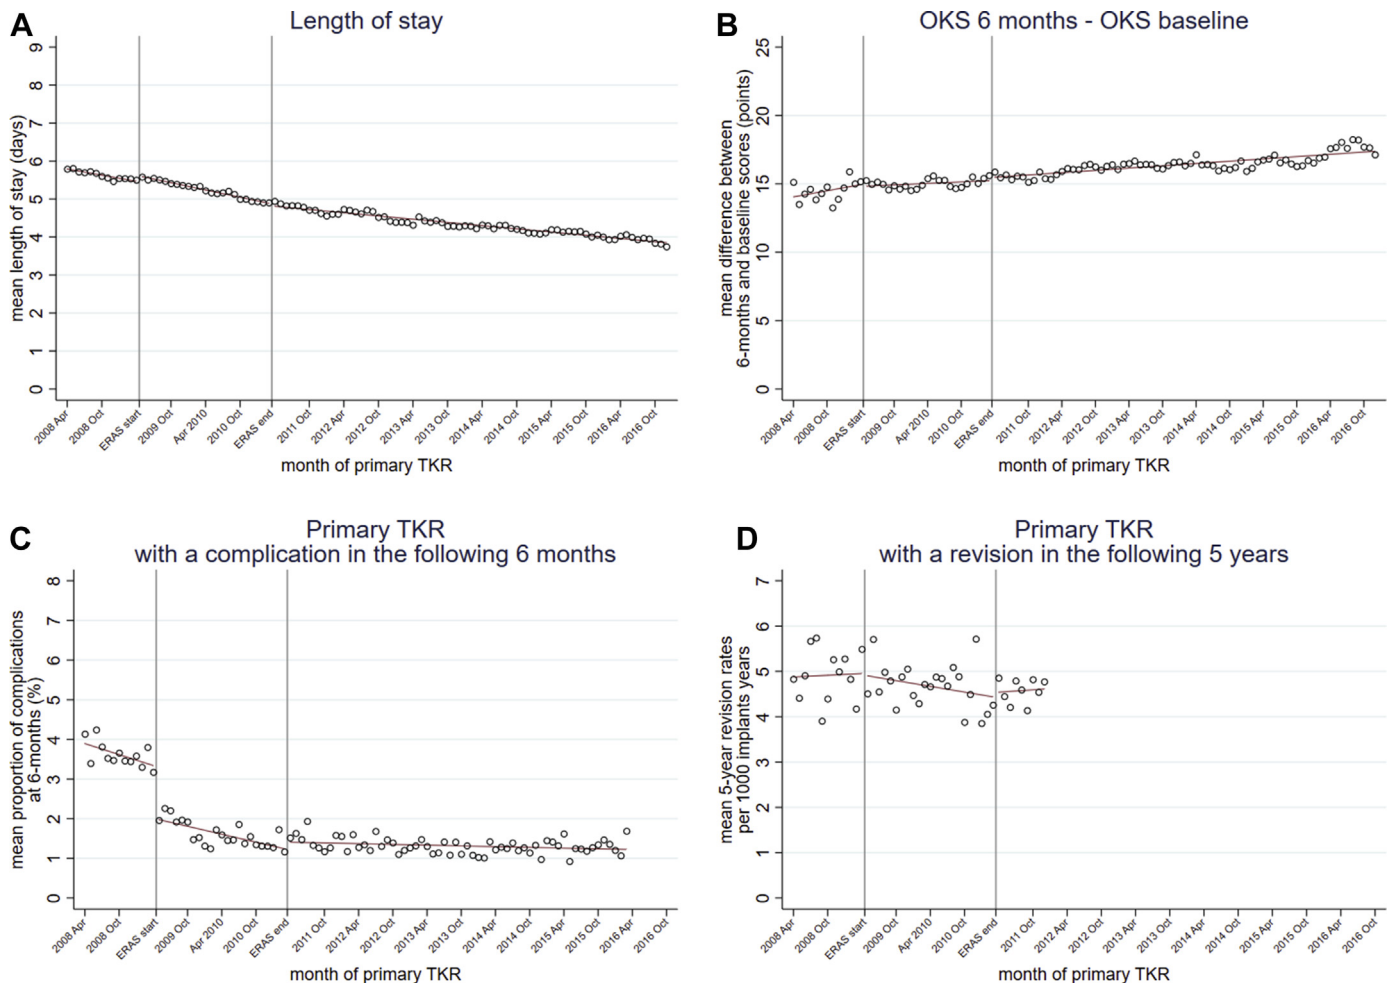 A
Length of stay
mean length of stay (days)
9
8
7
6
5
4
3
2
1
0
2008 Apr
2008 Oct
ERAS start
2009 Oct
Apr 2010
2010 Oct
ERAS end
2011 Oct
2012 Apr
2012 Oct
2013 Apr
2013 Oct
2014 Apr
2014 Oct
2015 Apr
2015 Oct
2016 Apr
2016 Oct
month of primary TKR
B
OKS 6 months - OKS baseline
mean difference between
6-months and baseline scores (points)
25
20
15
10
5
0
2008 Apr
2008 Oct
ERAS start
2009 Oct
Apr 2010
2010 Oct
ERAS end
2011 Oct
2012 Apr
2012 Oct
2013 Apr
2013 Oct
2014 Apr
2014 Oct
2015 Apr
2015 Oct
2016 Apr
2016 Oct
month of primary TKR
C
Primary TKR
with a complication in the following 6 months
mean proportion of complications
at 6-months (%)
8
7
6
5
4
3
2
1
0
2008 Apr
2008 Oct
ERAS start
2009 Oct
Apr 2010
2010 Oct
ERAS end
2011 Oct
2012 Apr
2012 Oct
2013 Apr
2013 Oct
2014 Apr
2014 Oct
2015 Apr
2015 Oct
2016 Apr
2016 Oct
month of primary TKR
D
Primary TKR
with a revision in the following 5 years
mean 5-year revision rates
per 1000 implants years
7
6
5
4
3
2
1
0
2008 Apr
2008 Oct
ERAS start
2009 Oct
Apr 2010
2010 Oct
ERAS end
2011 Oct
2012 Apr
2012 Oct
2013 Apr
2013 Oct
2014 Apr
2014 Oct
2015 Apr
2015 Oct
2016 Apr
2016 Oct
month of primary TKR